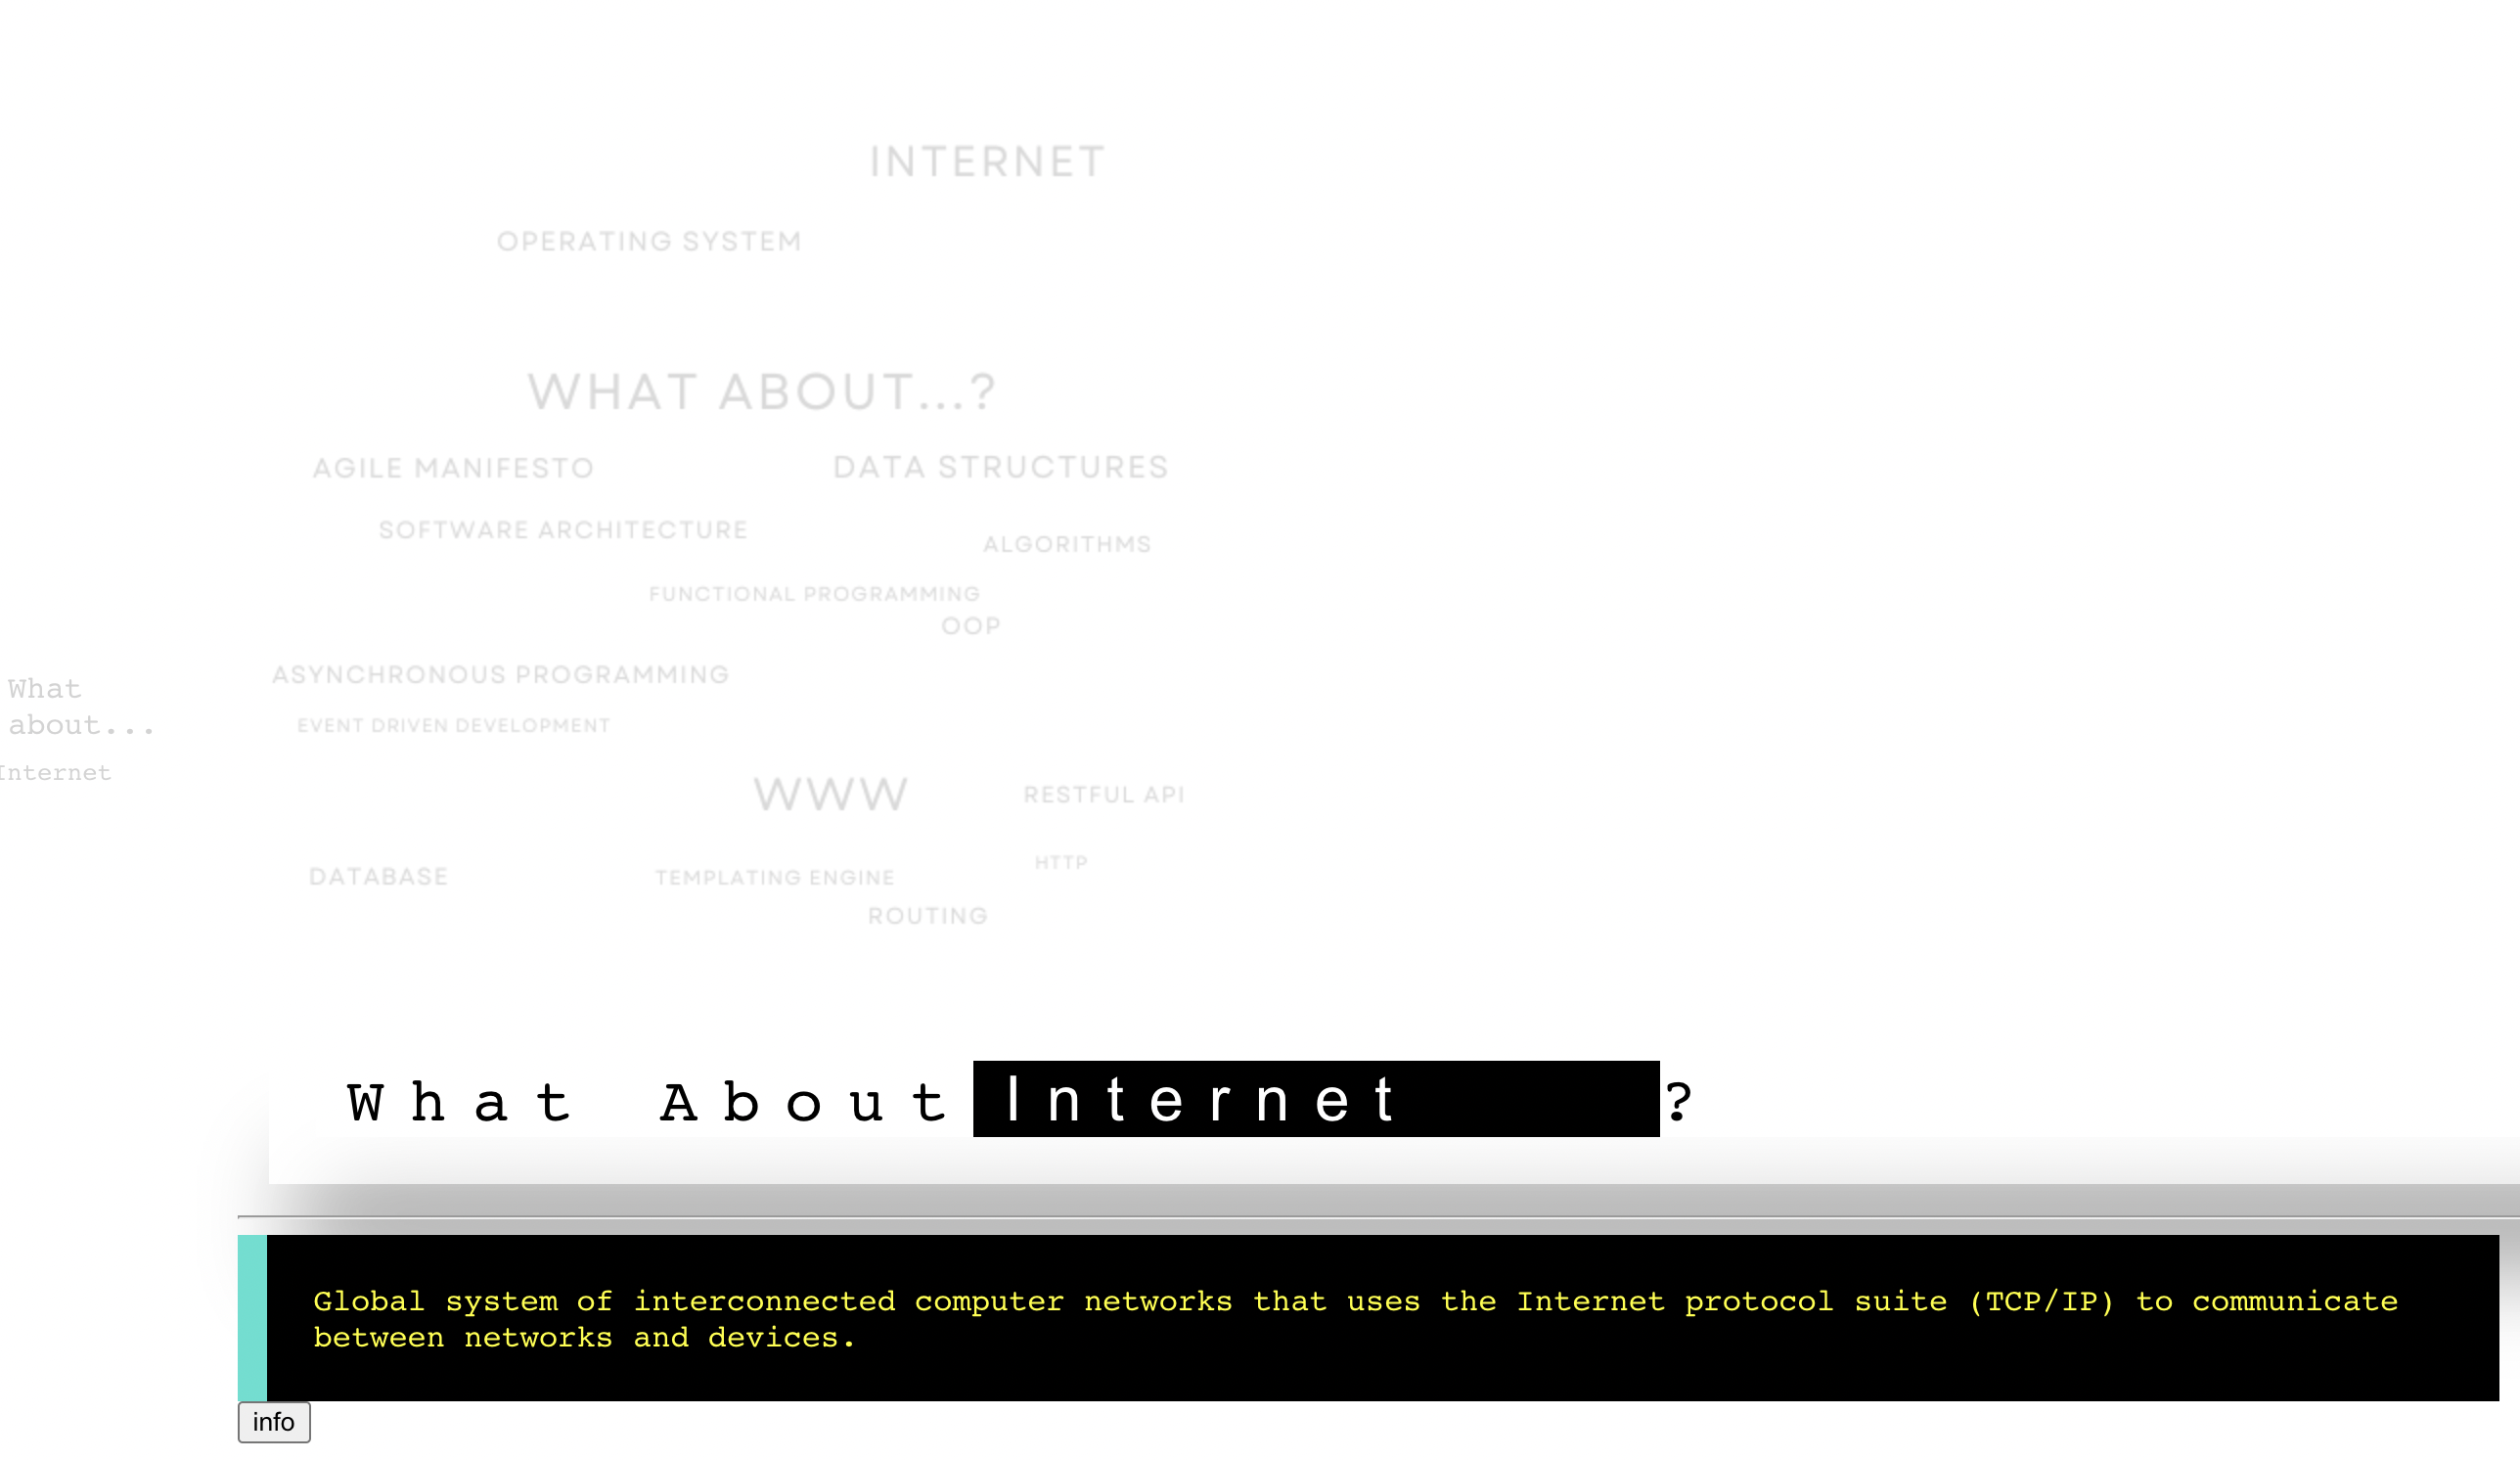 INTERNET
OPERATING SYSTEM
WHAT ABOUT...?
AGILE MANIFESTO
DATA STRUCTURES
SOFTWARE ARCHITECTURE
ALGORITHMS
FUNCTIONAL PROGRAMMING
OOP
ASYNCHRONOUS PROGRAMMING
What
about...
EVENT DRIVEN DEVELOPMENT
Internet
WWW
RESTFUL API
HTTP
DATABASE
TEMPLATING ENGINE
ROUTING
What About Internet ?
Global system of interconnected computer networks that uses the Internet protocol suite (TCP/IP) to communicate
between networks and devices.
info